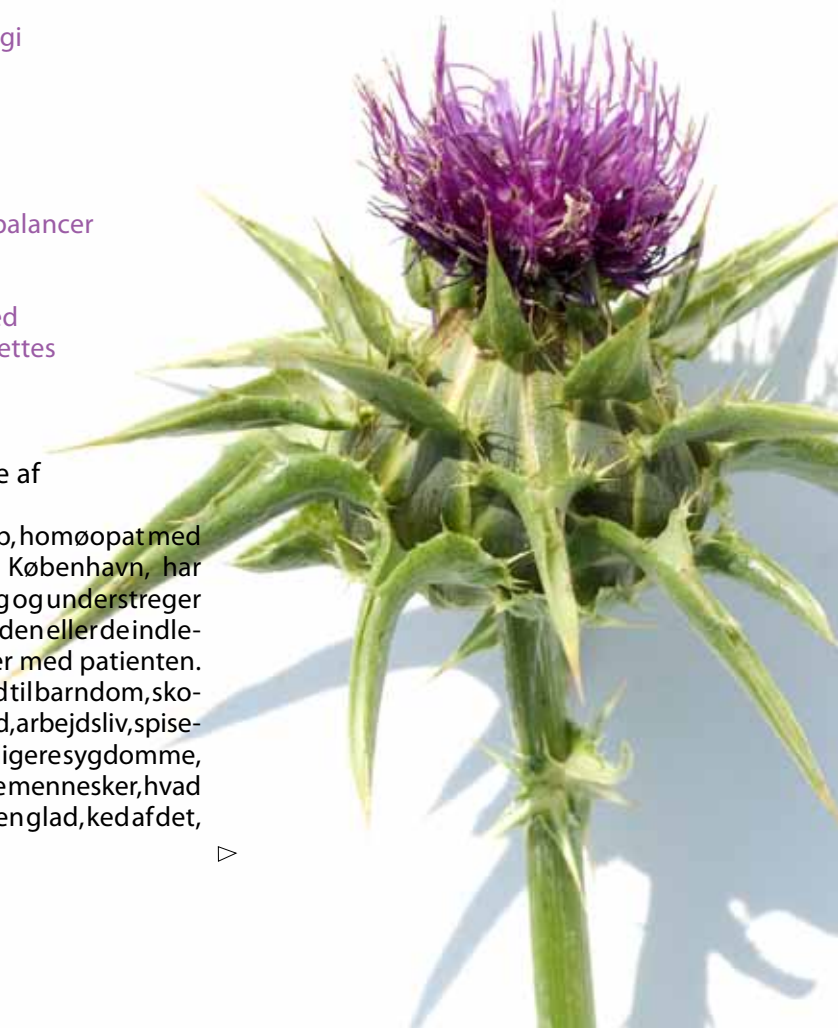 gi
balancer
ed
ettes
e af
o, homøopat med
København, har
g og understreger
den eller de indle-
er med patienten.
d til barndom, sko-
d, arbejdsliv, spise-
igere sygdomme,
e mennesker, hvad
en glad, ked af det,